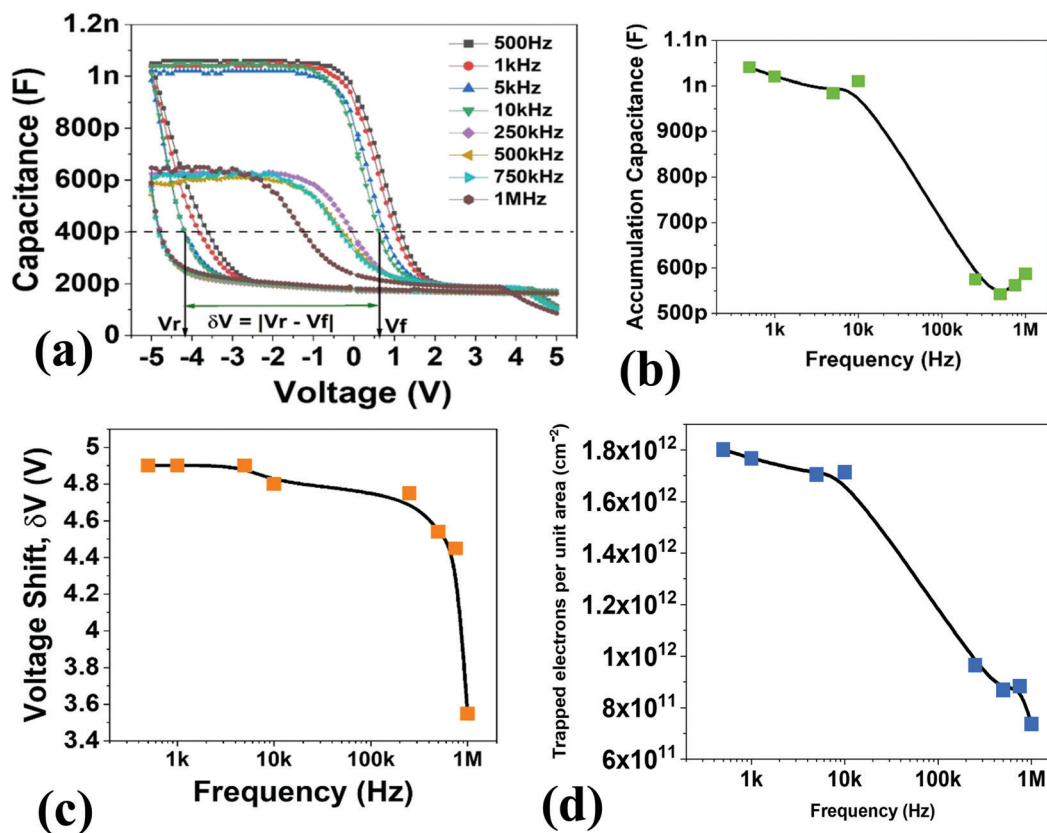 Capacitance (F)
1.2n
1n
800p
600p
400p
200p
0
500Hz
1kHz
5kHz
10kHz
250kHz
500kHz
750kHz
1MHz
Vr
δV = |Vr - Vf|
Vf
-5 -4 -3 -2 -1 0 1 2 3 4 5
Voltage (V)
(a)
Accumulation Capacitance (F)
1.1n
1n
900p
800p
700p
600p
500p
1k 10k 100k 1M
Frequency (Hz)
(b)
Voltage Shift, δV (V)
5
4.8
4.6
4.4
4.2
4
3.8
3.6
3.4
1k 10k 100k 1M
Frequency (Hz)
(c)
Trapped electrons per unit area (cm⁻²)
1.8x10¹²
1.6x10¹²
1.4x10¹²
1.2x10¹²
1x10¹²
8x10¹¹
6x10¹¹
1k 10k 100k 1M
Frequency (Hz)
(d)